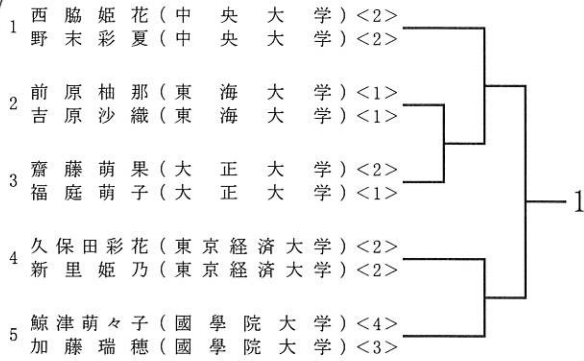 1 西脇姫花(中央大学)<2>
野末彩夏(中央大学)<2>
2 前原柚那(東海大学)<1>
吉原沙織(東海大学)<1>
3 齋藤萌果(大正大学)<2>
福庭萌子(大正大学)<1>
4 久保田彩花(東京経済大学)<2>
新里姫乃(東京経済大学)<2>
5 鯨津萌々子(國學院大学)<4>
加藤瑞穂(國學院大学)<3>
1